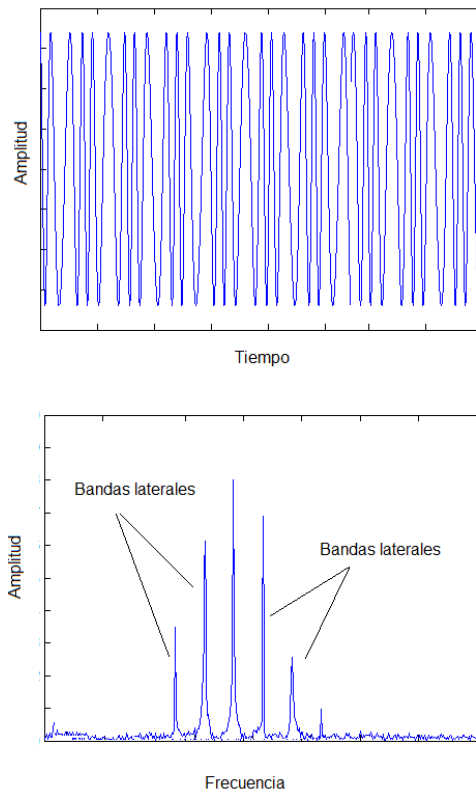 Amplitud
Tiempo
Bandas laterales
Bandas laterales
Amplitud
Frecuencia